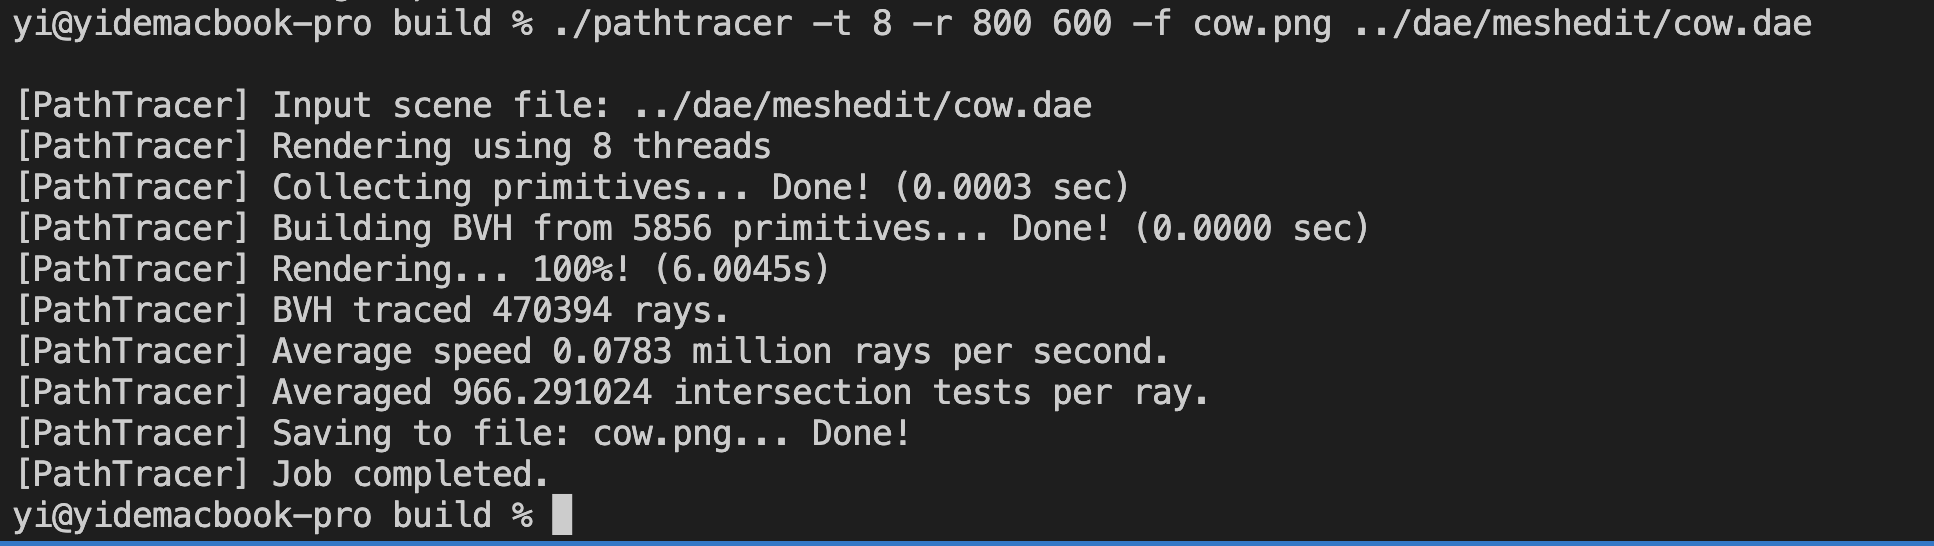 yi@yidemacbook-pro build % ./pathtracer -t 8 -r 800 600 -f cow.png ../dae/meshedit/cow.dae
[PathTracer] Input scene file: ../dae/meshedit/cow.dae
[PathTracer] Rendering using 8 threads
[PathTracer] Collecting primitives... Done! (0.0003 sec)
[PathTracer] Building BVH from 5856 primitives... Done! (0.0000 sec)
[PathTracer] Rendering... 100%! (6.0045s)
[PathTracer] BVH traced 470394 rays.
[PathTracer] Average speed 0.0783 million rays per second.
[PathTracer] Averaged 966.291024 intersection tests per ray.
[PathTracer] Saving to file: cow.png... Done!
[PathTracer] Job completed.
yi@yidemacbook-pro build %